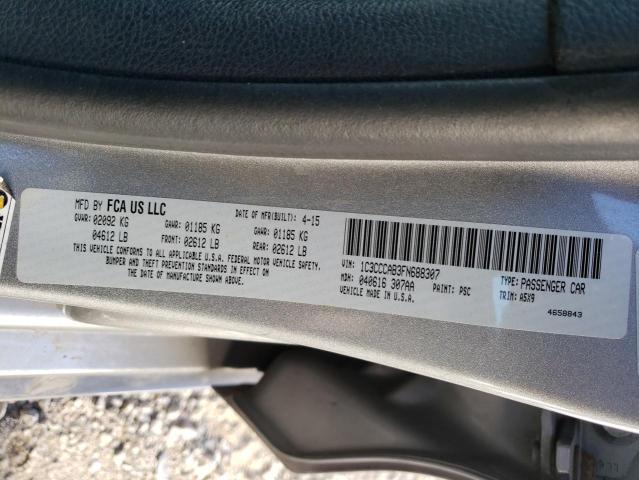 MFD BY FCA US LLC DATE OF MFR(BUILT): 4-15
GVWR: 02092 KG GAWR: 01185 KG GAWR: 01185 KG
04612 LB FRONT: 02612 LB REAR: 02612 LB
THIS VEHICLE CONFORMS TO ALL APPLICABLE U.S.A. FEDERAL MOTOR VEHICLE
BUMPER AND THEFT PREVENTION STANDARDS IN EFFECT ON
THE DATE OF MANUFACTURE SHOWN ABOVE.
VIN: 1C3CCCAB3FN688307 TYPE: PASSENGER CAR
MDH: 040616 307AA PAINT: PSC TRIM: A5X9
VEHICLE MADE IN U.S.A.
4658843